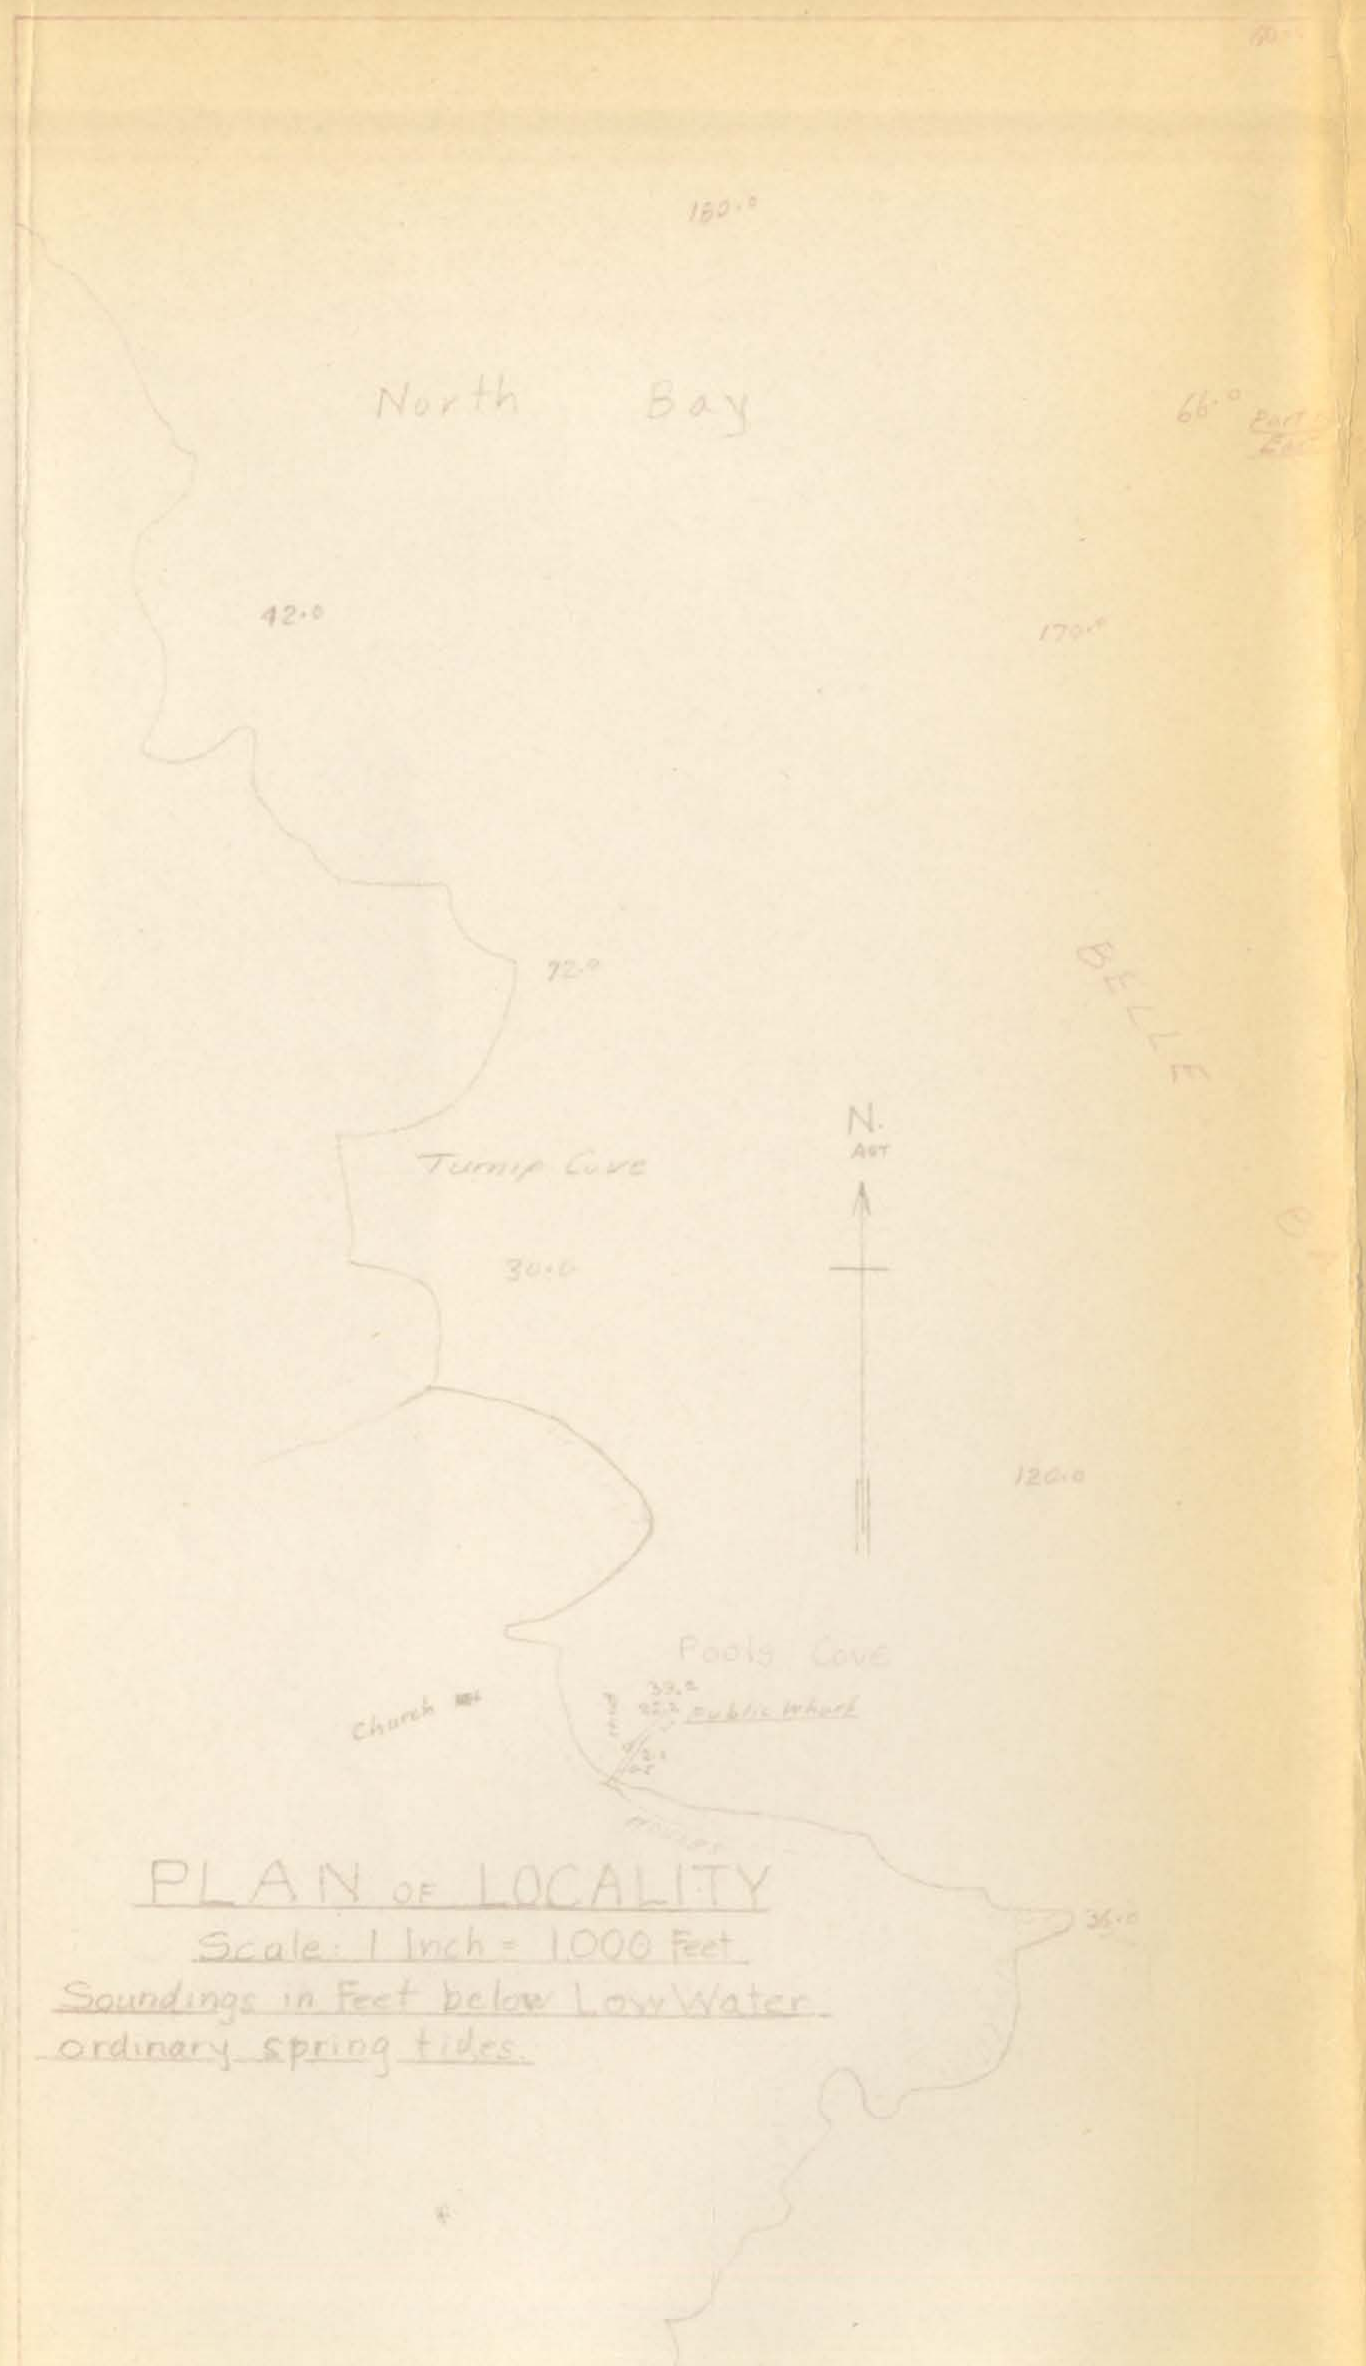 180.0
North Bay
66.0
42.0
170.0
72.0
BELLE
N.
AST
Turnip Cove
30.0
120.0
Pools Cove
Church
Public Wharf
Houses
PLAN OF LOCALITY
36.0
Scale: 1 Inch = 1000 Feet
Soundings in Feet below Low Water
ordinary spring tides.